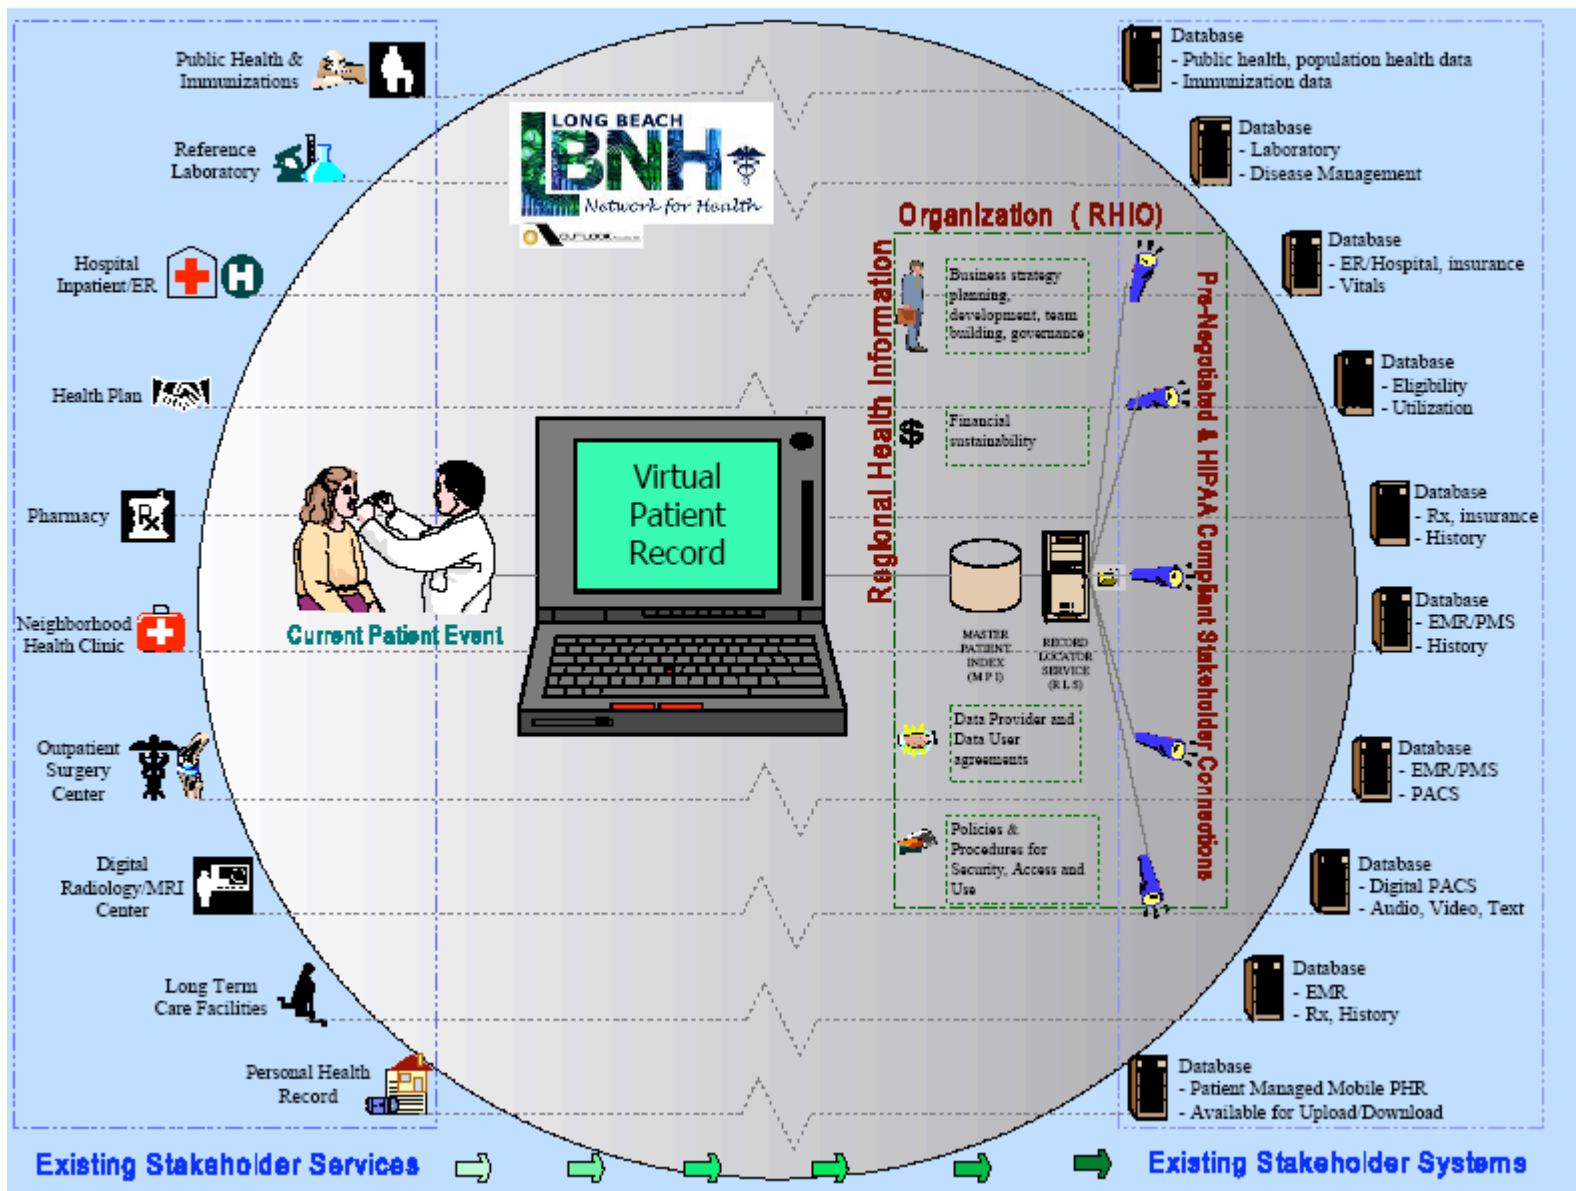 Public Health &
Immunizations
Reference
Laboratory
Hospital
Inpatient/ER
H
Health Plan
Pharmacy
Rx
Neighborhood
Health Clinic
Outpatient
Surgery
Center
Digital
Radiology/MRI
Center
Long Term
Care Facilities
Personal Health
Record
Existing Stakeholder Services
LONG BEACH
LBNH
Network for Health
OUTLOOK
Current Patient Event
Virtual
Patient
Record
Regional Health Information
Organization ( RHIO)
Business strategy
planning,
development, team
building, governance
$
Financial
sustainability
MASTER
PATIENT
INDEX
(M P I)
RECORD
LOCATOR
SERVICE
(R L S)
Data Provider and
Data User
agreements
Policies &
Procedures for
Security, Access and
Use
Pre-Negotiated & HIPAA Compliant Stakeholder Connections
Database
- Public health, population health data
- Immunization data
Database
- Laboratory
- Disease Management
Database
- ER/Hospital, insurance
- Vitals
Database
- Eligibility
- Utilization
Database
- Rx, insurance
- History
Database
- EMR/PMS
- History
Database
- EMR/PMS
- PACS
Database
- Digital PACS
- Audio, Video, Text
Database
- EMR
- Rx, History
Database
- Patient Managed Mobile PHR
- Available for Upload/Download
Existing Stakeholder Systems